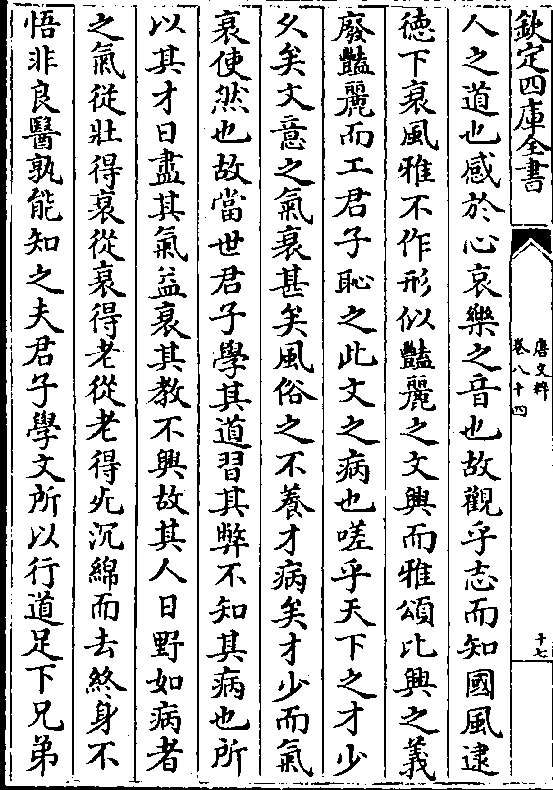 欽定四庫全書
唐文粹
卷八十四
十七
人之道也感於心哀樂之音也故觀乎志而知國風逮
徳下衰風雅不作形似豔麗之文興而雅頌比興之義
廢豔麗而工君子恥之此文之病也嗟乎天下之才少
乆矣文意之氣衰甚矣風俗之不養才病矣才少而氣
衰使然也故當世君子學其道習其弊不知其病也所
以其才日盡其氣益衰其教不興故其人日野如病者
之氣從壯得衰從衰得老從老得死沉綿而去終身不
悟非良醫孰能知之夫君子學文所以行道足下兄弟